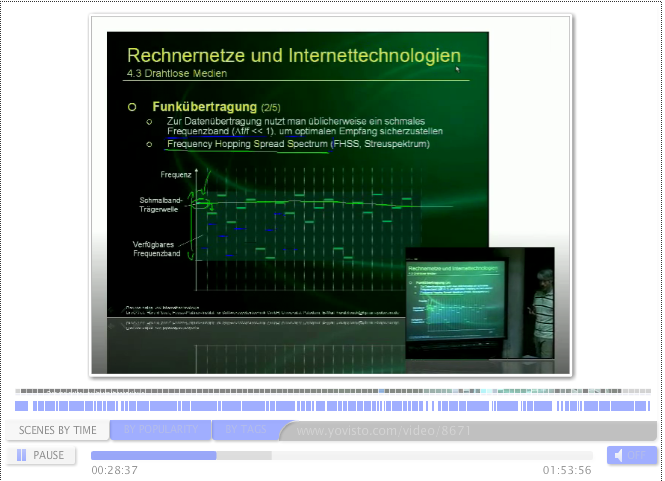 Rechnernetze und Internettechnologien
4.3 Drahtlose Medien
Funkübertragung (2/5)
Zur Datenübertragung nutzt man üblicherweise ein schmales
Frequenzband (Δf/f << 1), um optimalen Empfang sicherzustellen
Frequency Hopping Spread Spectrum (FHSS, Streuspektrum)
Frequenz
Schmalband-
Trägerwelle
Verfügbares
Frequenzband
Rechnernetze und Internettechnologien
SCENES BY TIME
BY POPULARITY
BY TAGS
www.yovisto.com/video/8671
PAUSE
OFF
00:28:37
01:53:56